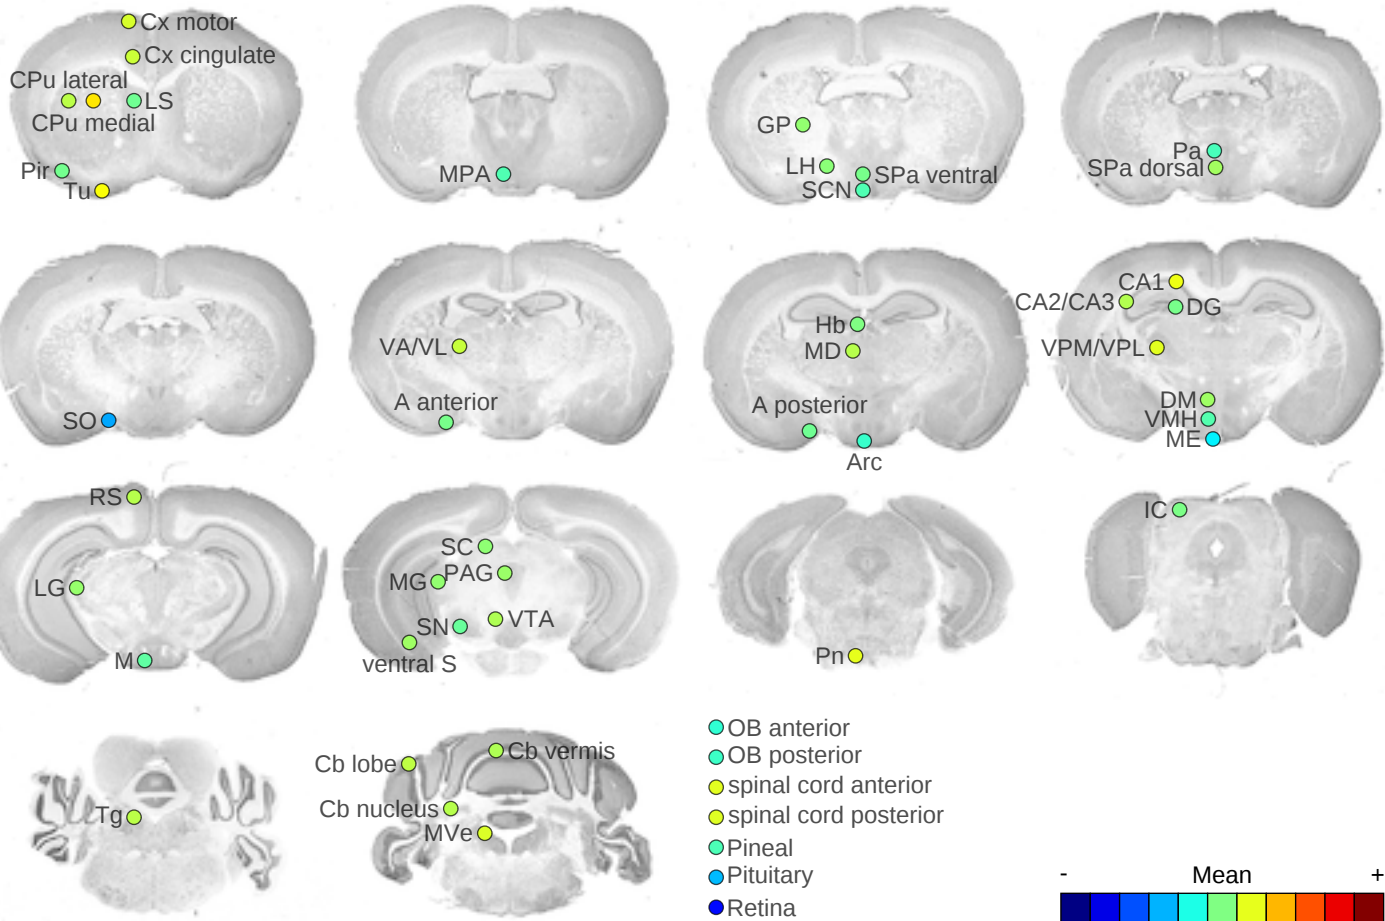 Cx motor
Cx cingulate
CPu lateral
LS
CPu medial
Pir
Tu
MPA
GP
LH
SPa ventral
SCN
Pa
SPa dorsal
SO
VA/VL
A anterior
Hb
MD
A posterior
Arc
CA1
CA2/CA3
DG
VPM/VPL
DM
VMH
ME
RS
LG
M
SC
MG
PAG
SN
VTA
ventral S
Pn
IC
Tg
Cb lobe
Cb vermis
Cb nucleus
MVe
OB anterior
OB posterior
spinal cord anterior
spinal cord posterior
Pineal
Pituitary
Retina
- Mean +